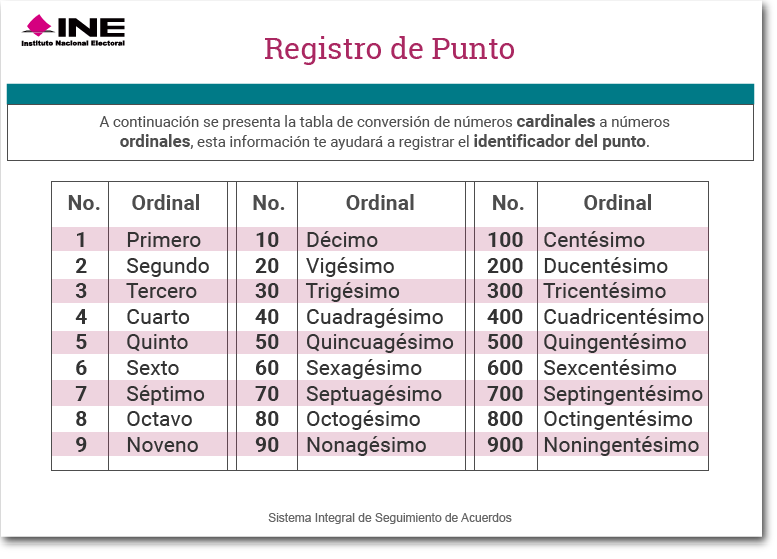 INE
Instituto Nacional Electoral
Registro de Punto
A continuación se presenta la tabla de conversión de números cardinales a números
ordinales, esta información te ayudará a registrar el identificador del punto.
No. Ordinal No. Ordinal No. Ordinal
1 Primero 10 Décimo 100 Centésimo
2 Segundo 20 Vigésimo 200 Ducentésimo
3 Tercero 30 Trigésimo 300 Tricentésimo
4 Cuarto 40 Cuadragésimo 400 Cuadricentésimo
5 Quinto 50 Quincuagésimo 500 Quingentésimo
6 Sexto 60 Sexagésimo 600 Sexcentésimo
7 Séptimo 70 Septuagésimo 700 Septingentésimo
8 Octavo 80 Octogésimo 800 Octingentésimo
9 Noveno 90 Nonagésimo 900 Noningentésimo
Sistema Integral de Seguimiento de Acuerdos